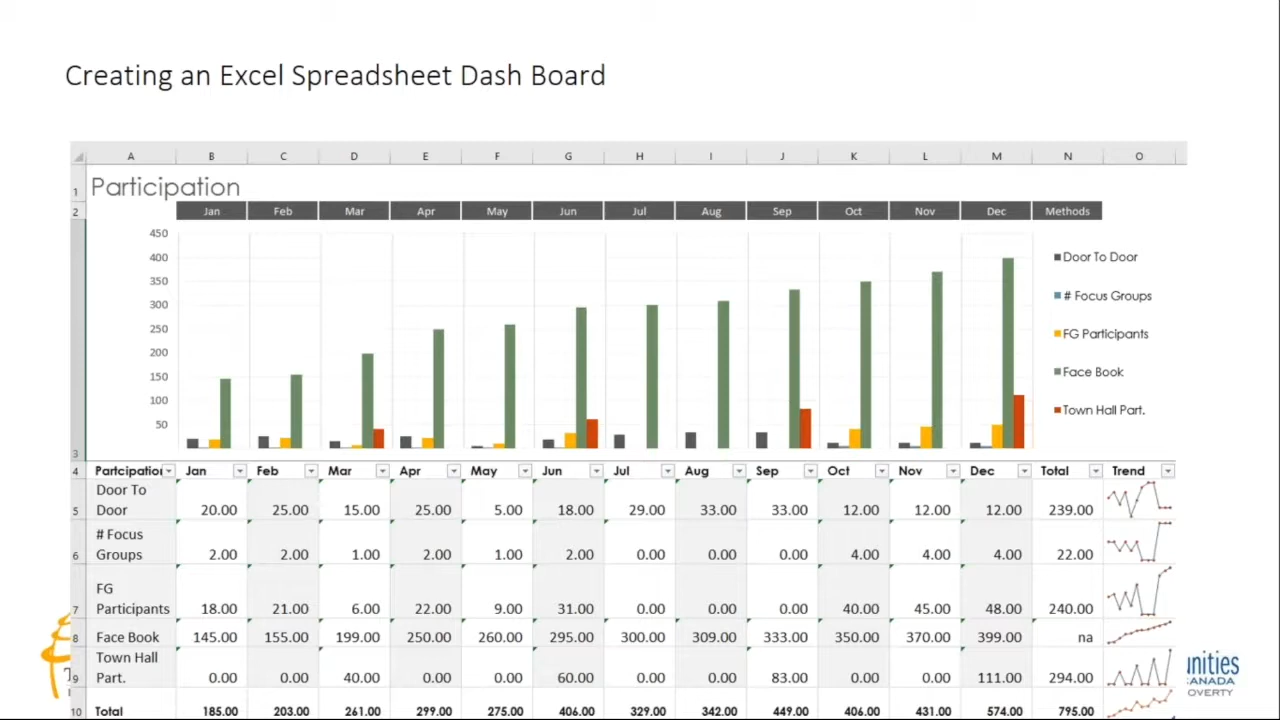 Creating an Excel Spreadsheet Dash Board
A B C D E F G H I J K L M N O
1 Participation
2 Jan Feb Mar Apr May Jun Jul Aug Sep Oct Nov Dec Methods
450
400
350
300
250
200
150
100
50
Door To Door
# Focus Groups
FG Participants
Face Book
Town Hall Part.
3
4 Partcipation Jan Feb Mar Apr May Jun Jul Aug Sep Oct Nov Dec Total Trend
Door To
5 Door 20.00 25.00 15.00 25.00 5.00 18.00 29.00 33.00 33.00 12.00 12.00 12.00 239.00
# Focus
6 Groups 2.00 2.00 1.00 2.00 1.00 2.00 0.00 0.00 0.00 4.00 4.00 4.00 22.00
FG
7 Participants 18.00 21.00 6.00 22.00 9.00 31.00 0.00 0.00 0.00 40.00 45.00 48.00 240.00
8 Face Book 145.00 155.00 199.00 250.00 260.00 295.00 300.00 309.00 333.00 350.00 370.00 399.00 na
Town Hall
9 Part. 0.00 0.00 40.00 0.00 0.00 60.00 0.00 0.00 83.00 0.00 0.00 111.00 294.00
10 Total 185.00 203.00 261.00 299.00 275.00 406.00 329.00 342.00 449.00 406.00 431.00 574.00 795.00
nities
CANADA
OVERTY